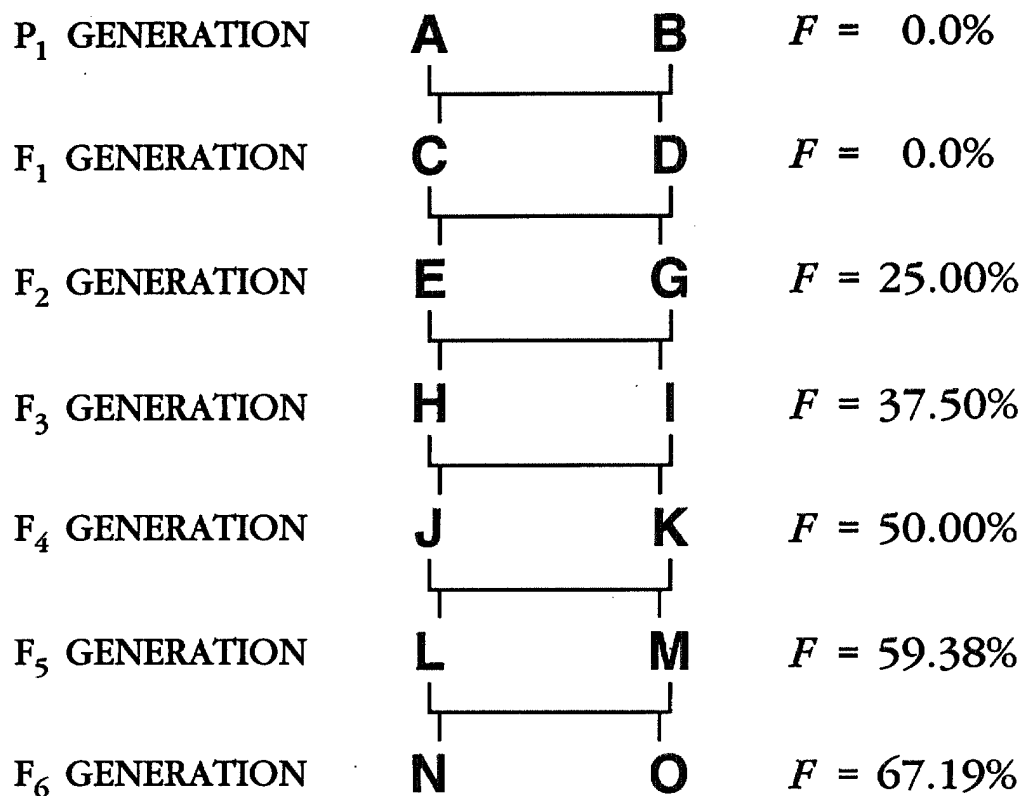 P₁ GENERATION A B F = 0.0%
F₁ GENERATION C D F = 0.0%
F₂ GENERATION E G F = 25.00%
F₃ GENERATION H I F = 37.50%
F₄ GENERATION J K F = 50.00%
F₅ GENERATION L M F = 59.38%
F₆ GENERATION N O F = 67.19%